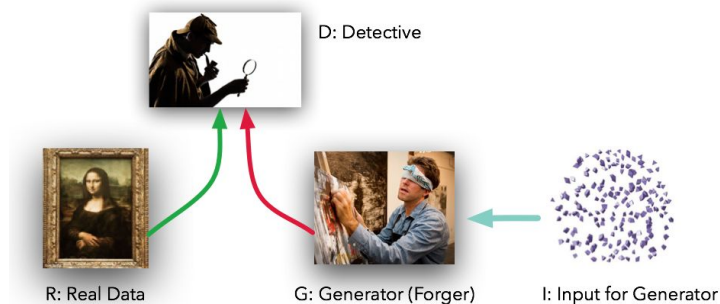 D: Detective
R: Real Data
G: Generator (Forger)
I: Input for Generator